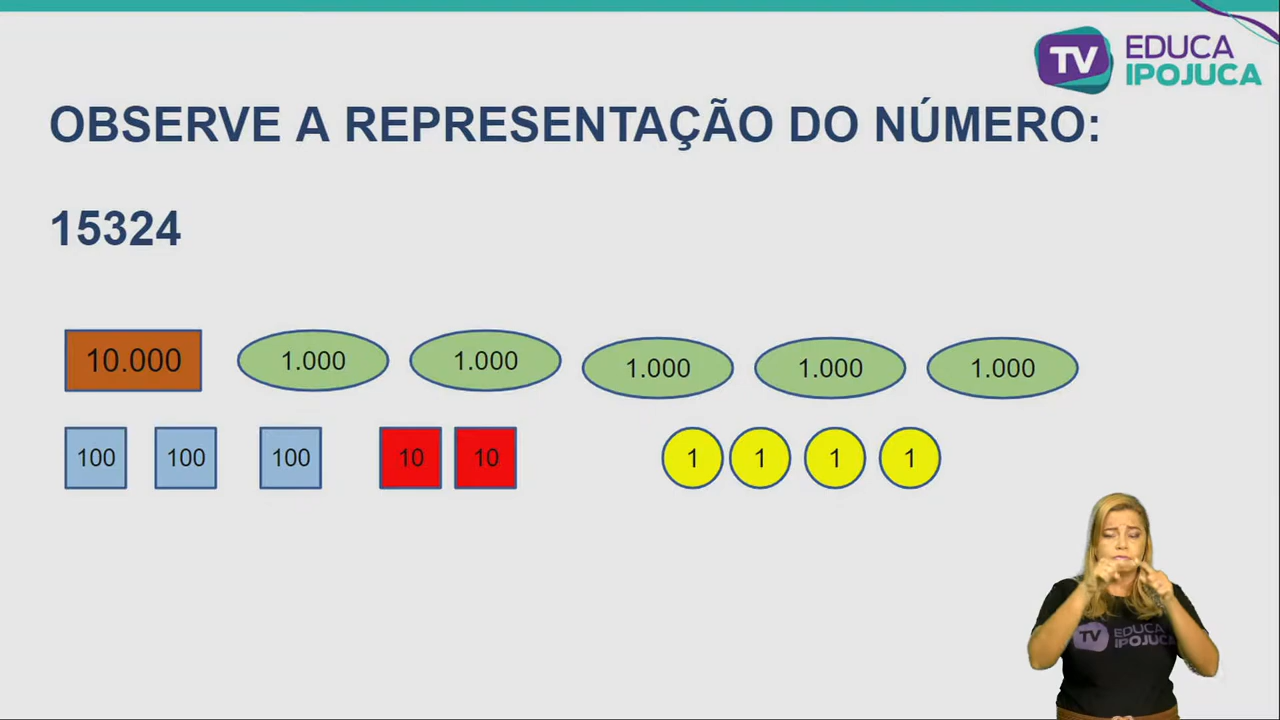 TV EDUCA
IPOJUCA
OBSERVE A REPRESENTAÇÃO DO NÚMERO:
15324
10.000 1.000 1.000 1.000 1.000 1.000
100 100 100 10 10 1 1 1 1
TV EDUCA
IPOJUCA